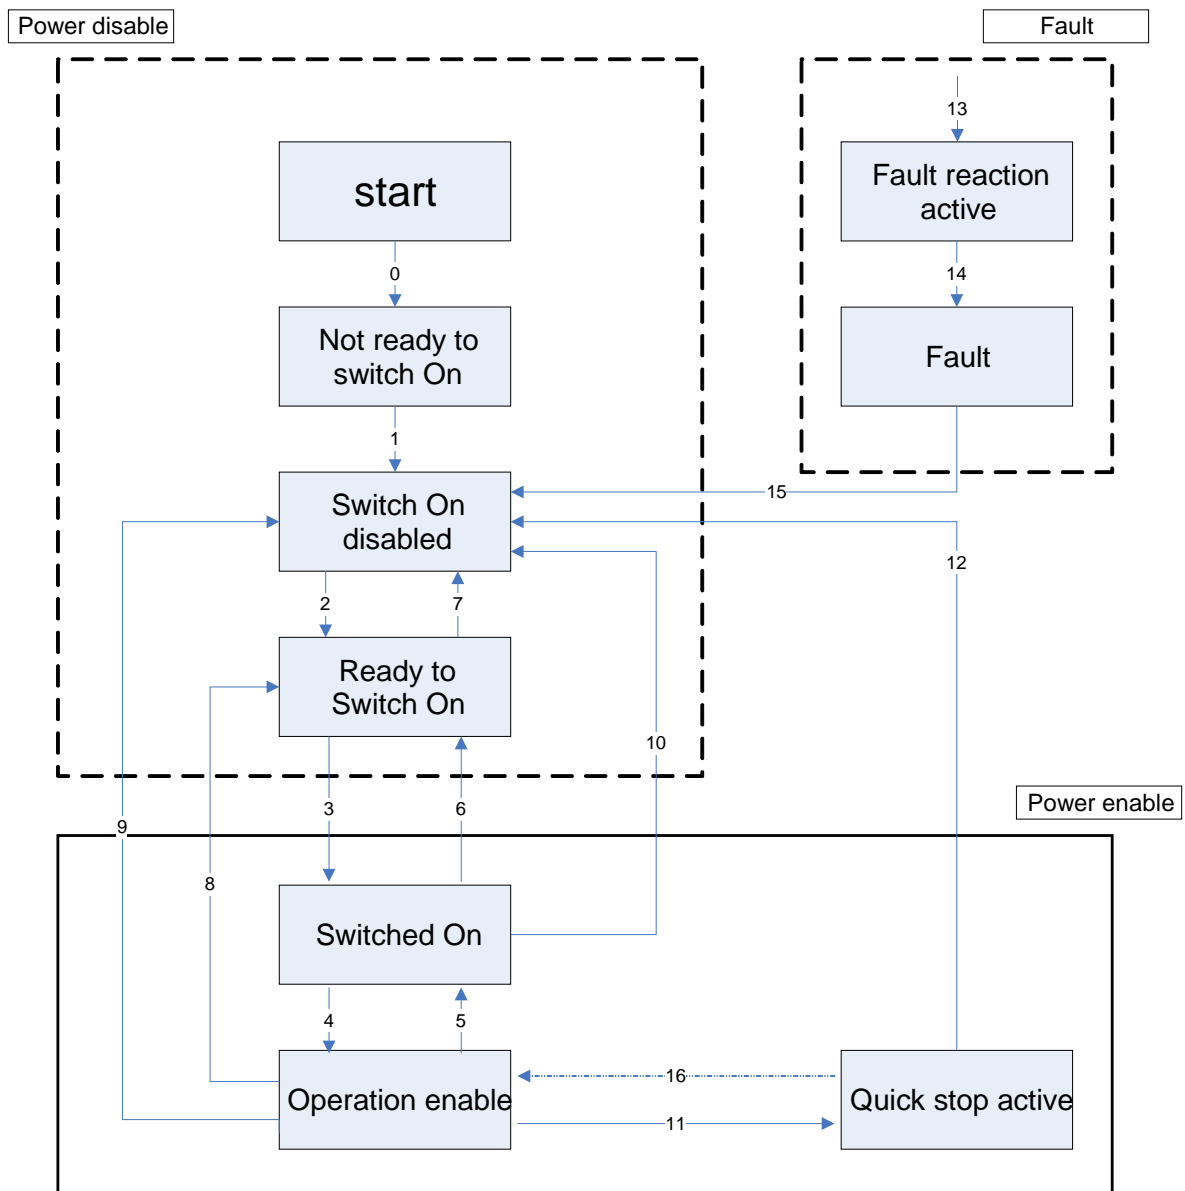 Power disable
Fault
start
13
Fault reaction
active
0
14
Not ready to
switch On
Fault
1
Switch On
disabled
15
12
2
7
Ready to
Switch On
10
3
6
Power enable
9
8
Switched On
4
5
Operation enable
16
11
Quick stop active